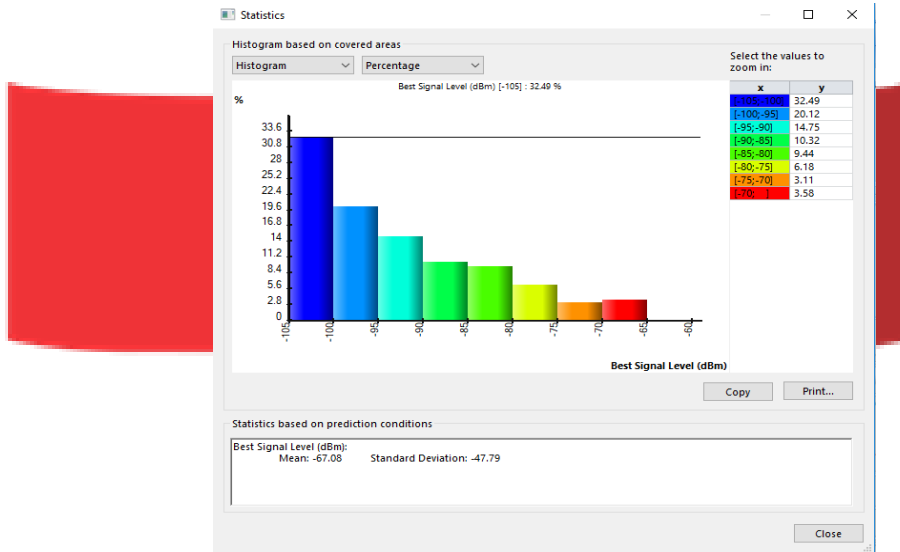 Statistics
Histogram based on covered areas
Histogram Percentage
Select the values to
zoom in:
Best Signal Level (dBm) [-105] : 32.49 %
%
x y
[-105;-100] 32.49
[-100;-95] 20.12
[-95;-90] 14.75
[-90;-85] 10.32
[-85;-80] 9.44
[-80;-75] 6.18
[-75;-70] 3.11
[-70; ] 3.58
33.6
30.8
28
25.2
22.4
19.6
16.8
14
11.2
8.4
5.6
2.8
0
-105 -100 -95 -90 -85 -80 -75 -70 -65 -60
Best Signal Level (dBm)
Copy Print...
Statistics based on prediction conditions
Best Signal Level (dBm):
Mean: -67.08 Standard Deviation: -47.79
Close